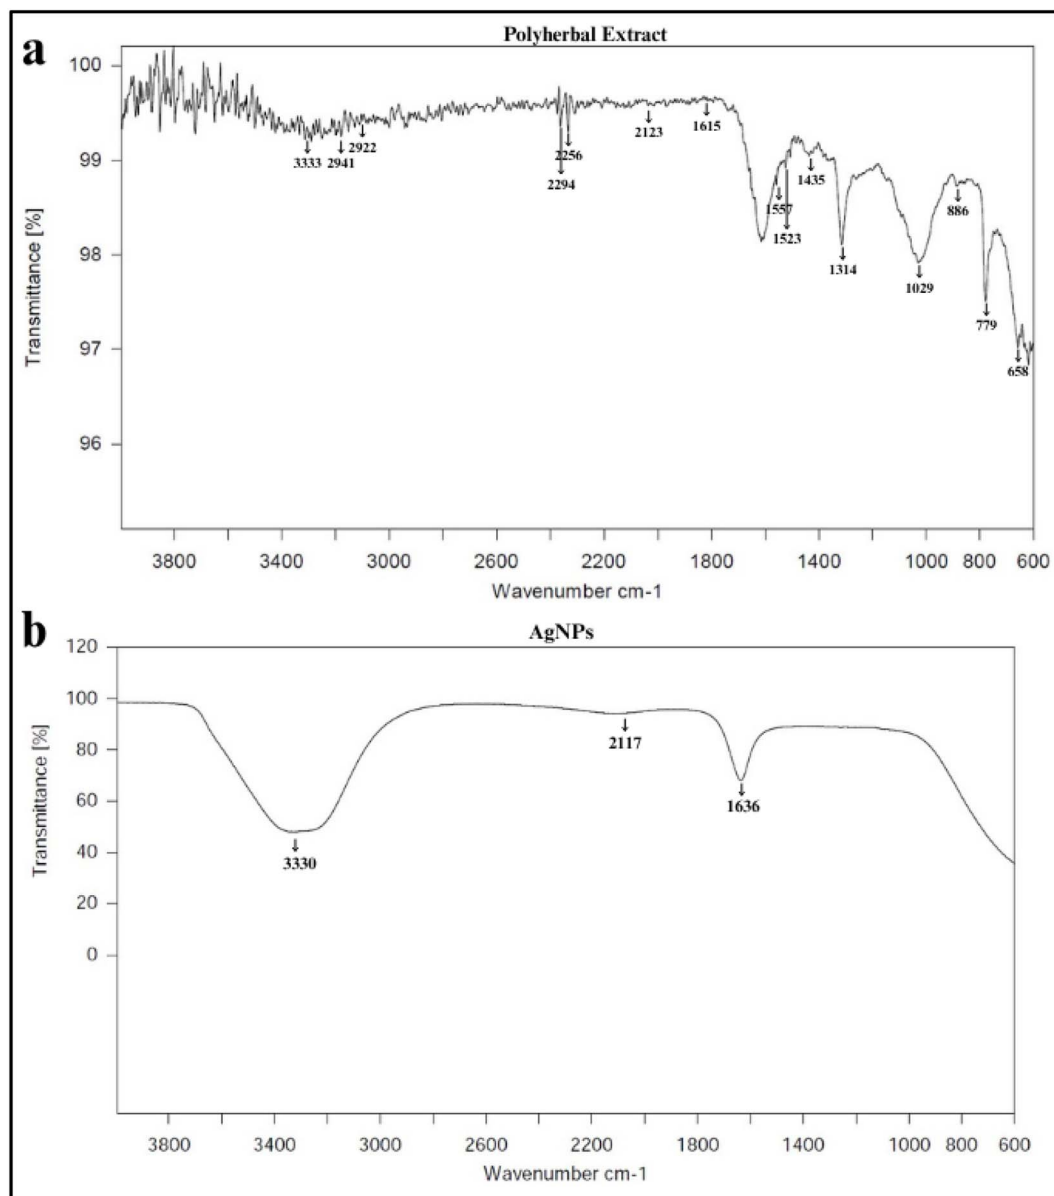 a
Polyherbal Extract
100
99
98
97
96
Transmittance [%]
3333 2941 2922 2294 2256 2123 1615 1557 1523 1435 1314 1029 886 779 658
3800 3400 3000 2600 2200 1800 1400 1000 800 600
Wavenumber cm-1
b
AgNPs
120
100
80
60
40
20
0
Transmittance [%]
3330 2117 1636
3800 3400 3000 2600 2200 1800 1400 1000 800 600
Wavenumber cm-1